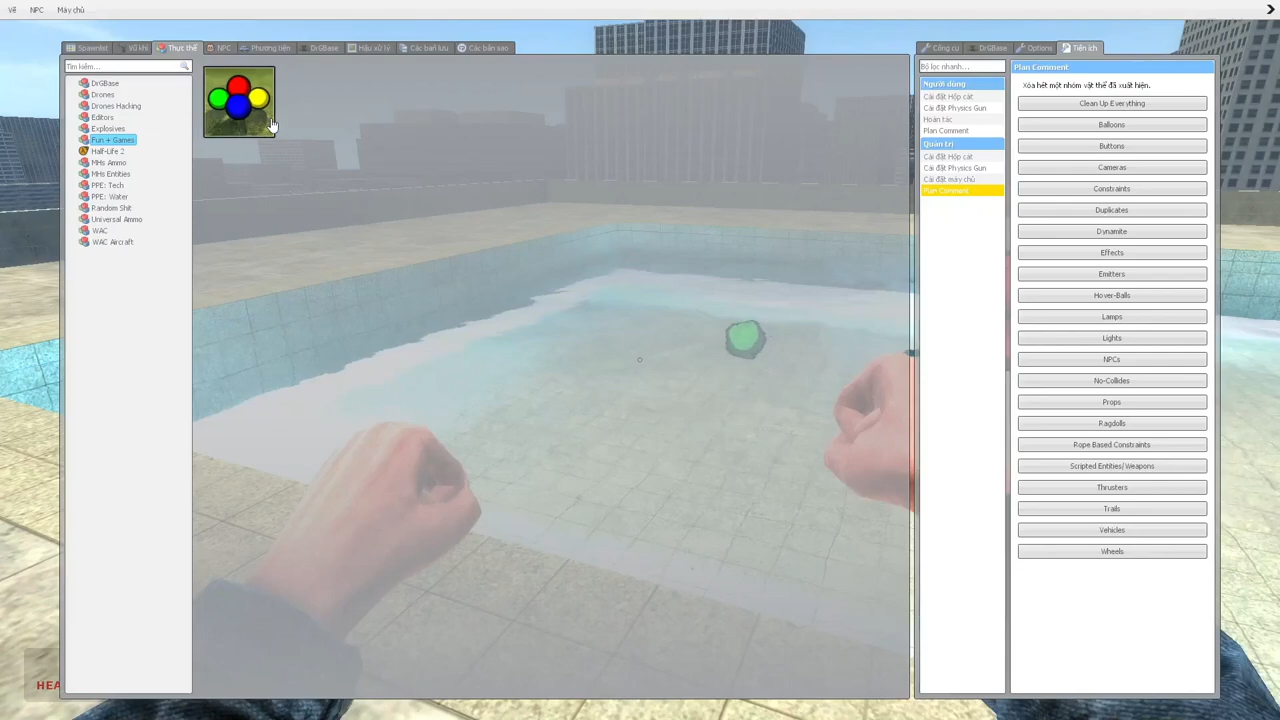 Vẽ NPC Máy chủ
Spawnlist Vũ khí Thực thể NPC Phương tiện DrGBase Hậu xử lý Các bản lưu Các bản sao
Công cụ DrGBase Options Tiện ích
Tìm kiếm...
DrGBase
Drones
Drones Hacking
Editors
Explosives
Fun + Games
Half-Life 2
MHs Ammo
MHs Entities
PPE: Tech
PPE: Water
Random Shit
Universal Ammo
WAC
WAC Aircraft
HEA
Bộ lọc nhanh...
Người dùng
Cài đặt Hộp cát
Cài đặt Physics Gun
Hoàn tác
Plan Comment
Quản trị
Cài đặt Hộp cát
Cài đặt Physics Gun
Cài đặt máy chủ
Plan Comment
Plan Comment
Xóa hết một nhóm vật thể đã xuất hiện.
Clean Up Everything
Balloons
Buttons
Cameras
Constraints
Duplicates
Dynamite
Effects
Emitters
Hover-Balls
Lamps
Lights
NPCs
No-Collides
Props
Ragdolls
Rope Based Constraints
Scripted Entities/Weapons
Thrusters
Trails
Vehicles
Wheels